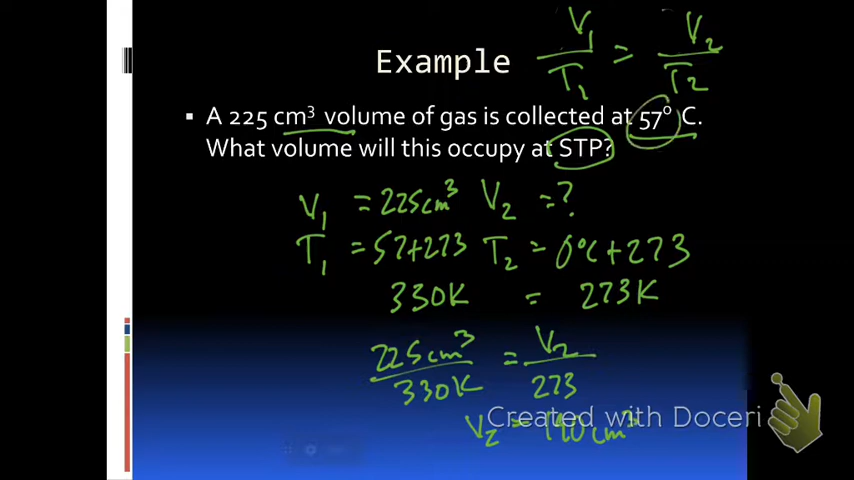 Example V₁/T₂ = V₂/T₂
▪ A 225 cm³ volume of gas is collected at 57° C.
What volume will this occupy at STP?
V₁ = 225cm³ V₂ = ?
T₁ = 57+273 T₂ = 0°C+273
330K = 273K
225cm³/330K = V₂/273
Created with Doceri
V₂ = cm³